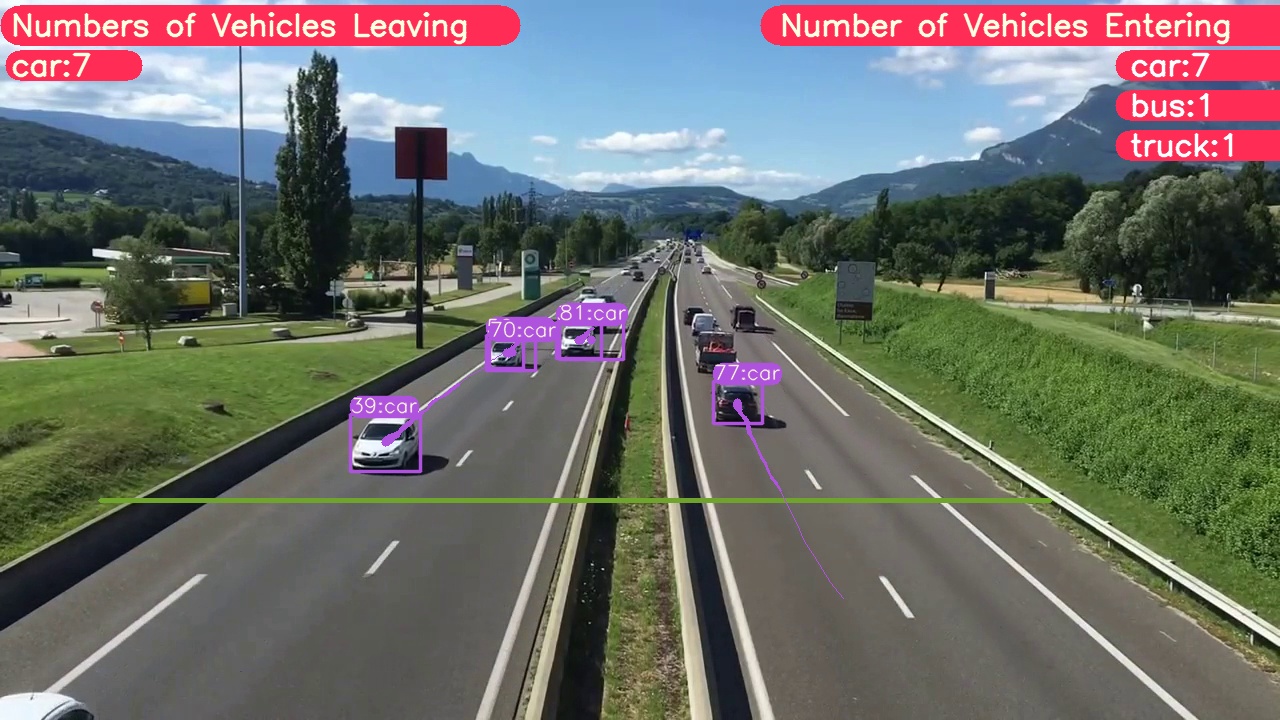 Numbers of Vehicles Leaving
car:7
Number of Vehicles Entering
car:7
bus:1
truck:1
81:car
70:car
77:car
39:car